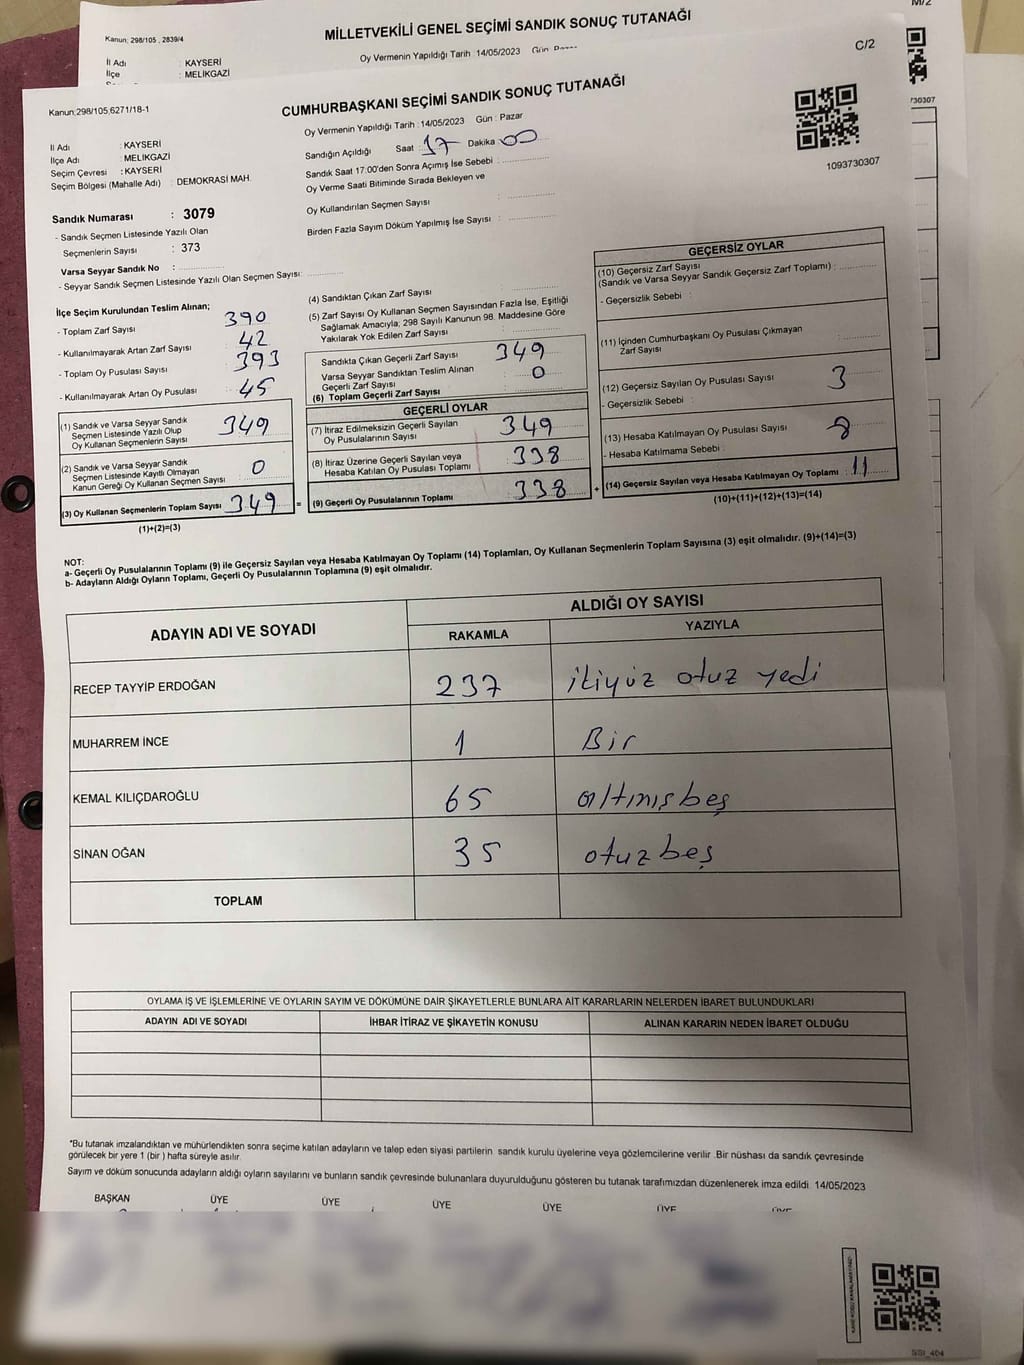 M/2
Kanun; 298/105 , 2839/4
MİLLETVEKİLİ GENEL SEÇİMİ SANDIK SONUÇ TUTANAĞI
Oy Vermenin Yapıldığı Tarih : 14/05/2023 Gün
İl Adı : KAYSERİ
İlçe : MELİKGAZİ
730307
C/2
Kanun;298/105;6271/18-1
CUMHURBAŞKANI SEÇİMİ SANDIK SONUÇ TUTANAĞI
Oy Vermenin Yapıldığı Tarih : 14/05/2023 Gün : Pazar
Sandığın Açıldığı Saat : 17 Dakika 00
Sandık Saat 17:00'den Sonra Açımış İse Sebebi :
Oy Verme Saati Bitiminde Sırada Bekleyen ve
Oy Kullandırılan Seçmen Sayısı :
Birden Fazla Sayım Döküm Yapılmış İse Sayısı :
1093730307
İl Adı : KAYSERİ
İlçe Adı : MELİKGAZİ
Seçim Çevresi : KAYSERİ
Seçim Bölgesi (Mahalle Adı) : DEMOKRASİ MAH.
Sandık Numarası : 3079
- Sandık Seçmen Listesinde Yazılı Olan
Seçmenlerin Sayısı : 373
Varsa Seyyar Sandık No :
- Seyyar Sandık Seçmen Listesinde Yazılı Olan Seçmen Sayısı:
İlçe Seçim Kurulundan Teslim Alınan;
- Toplam Zarf Sayısı : 390
- Kullanılmayarak Artan Zarf Sayısı : 42
- Toplam Oy Pusulası Sayısı : 393
- Kullanılmayarak Artan Oy Pusulası : 45
(1) Sandık ve Varsa Seyyar Sandık
Seçmen Listesinde Yazılı Olup
Oy Kullanan Seçmenlerin Sayısı : 349
(2) Sandık ve Varsa Seyyar Sandık
Seçmen Listesinde Kayıtlı Olmayan
Kanun Gereği Oy Kullanan Seçmen Sayısı : 0
(3) Oy Kullanan Seçmenlerin Toplam Sayısı : 349
(1)+(2)=(3)
(4) Sandıktan Çıkan Zarf Sayısı :
(5) Zarf Sayısı Oy Kullanan Seçmen Sayısından Fazla İse, Eşitliği
Sağlamak Amacıyla; 298 Sayılı Kanunun 98. Maddesine Göre
Yakılarak Yok Edilen Zarf Sayısı :
Sandıkta Çıkan Geçerli Zarf Sayısı : 349
Varsa Seyyar Sandıktan Teslim Alınan
Geçerli Zarf Sayısı : 0
(6) Toplam Geçerli Zarf Sayısı :
GEÇERLİ OYLAR
(7) İtiraz Edilmeksizin Geçerli Sayılan
Oy Pusulalarının Sayısı : 349
(8) İtiraz Üzerine Geçerli Sayılan veya
Hesaba Katılan Oy Pusulası Toplamı : 338
(9) Geçerli Oy Pusulalarının Toplamı : 338
GEÇERSİZ OYLAR
(10) Geçersiz Zarf Sayısı
(Sandık ve Varsa Seyyar Sandık Geçersiz Zarf Toplamı) :
- Geçersizlik Sebebi :
(11) İçinden Cumhurbaşkanı Oy Pusulası Çıkmayan
Zarf Sayısı :
(12) Geçersiz Sayılan Oy Pusulası Sayısı : 3
- Geçersizlik Sebebi :
(13) Hesaba Katılmayan Oy Pusulası Sayısı : 8
- Hesaba Katılmama Sebebi :
(14) Geçersiz Sayılan veya Hesaba Katılmayan Oy Toplamı : 11
(10)+(11)+(12)+(13)=(14)
NOT:
a- Geçerli Oy Pusulalarının Toplamı (9) ile Geçersiz Sayılan veya Hesaba Katılmayan Oy Toplamı (14) Toplamları, Oy Kullanan Seçmenlerin Toplam Sayısına (3) eşit olmalıdır. (9)+(14)=(3)
b- Adayların Aldığı Oyların Toplamı, Geçerli Oy Pusulalarının Toplamına (9) eşit olmalıdır.
ADAYIN ADI VE SOYADI ALDIĞI OY SAYISI
RAKAMLA YAZIYLA
RECEP TAYYİP ERDOĞAN 237 ikiyüz otuz yedi
MUHARREM İNCE 1 Bir
KEMAL KILIÇDAROĞLU 65 altmışbeş
SİNAN OĞAN 35 otuzbeş
TOPLAM
OYLAMA İŞ VE İŞLEMLERİNE VE OYLARIN SAYIM VE DÖKÜMÜNE DAİR ŞİKAYETLERLE BUNLARA AİT KARARLARIN NELERDEN İBARET BULUNDUKLARI
ADAYIN ADI VE SOYADI İHBAR İTİRAZ VE ŞİKAYETİN KONUSU ALINAN KARARIN NEDEN İBARET OLDUĞU
*Bu tutanak imzalandıktan ve mühürlendikten sonra seçime katılan adayların ve talep eden siyasi partilerin sandık kurulu üyelerine veya gözlemcilerine verilir .Bir nüshası da sandık çevresinde
görülecek bir yere 1 (bir ) hafta süreyle asılır.
Sayım ve döküm sonucunda adayların aldığı oyların sayılarını ve bunların sandık çevresinde bulunanlara duyurulduğunu gösteren bu tutanak tarafımızdan düzenlenerek imza edildi 14/05/2023
BAŞKAN ÜYE ÜYE ÜYE ÜYE ÜYE ÜYE